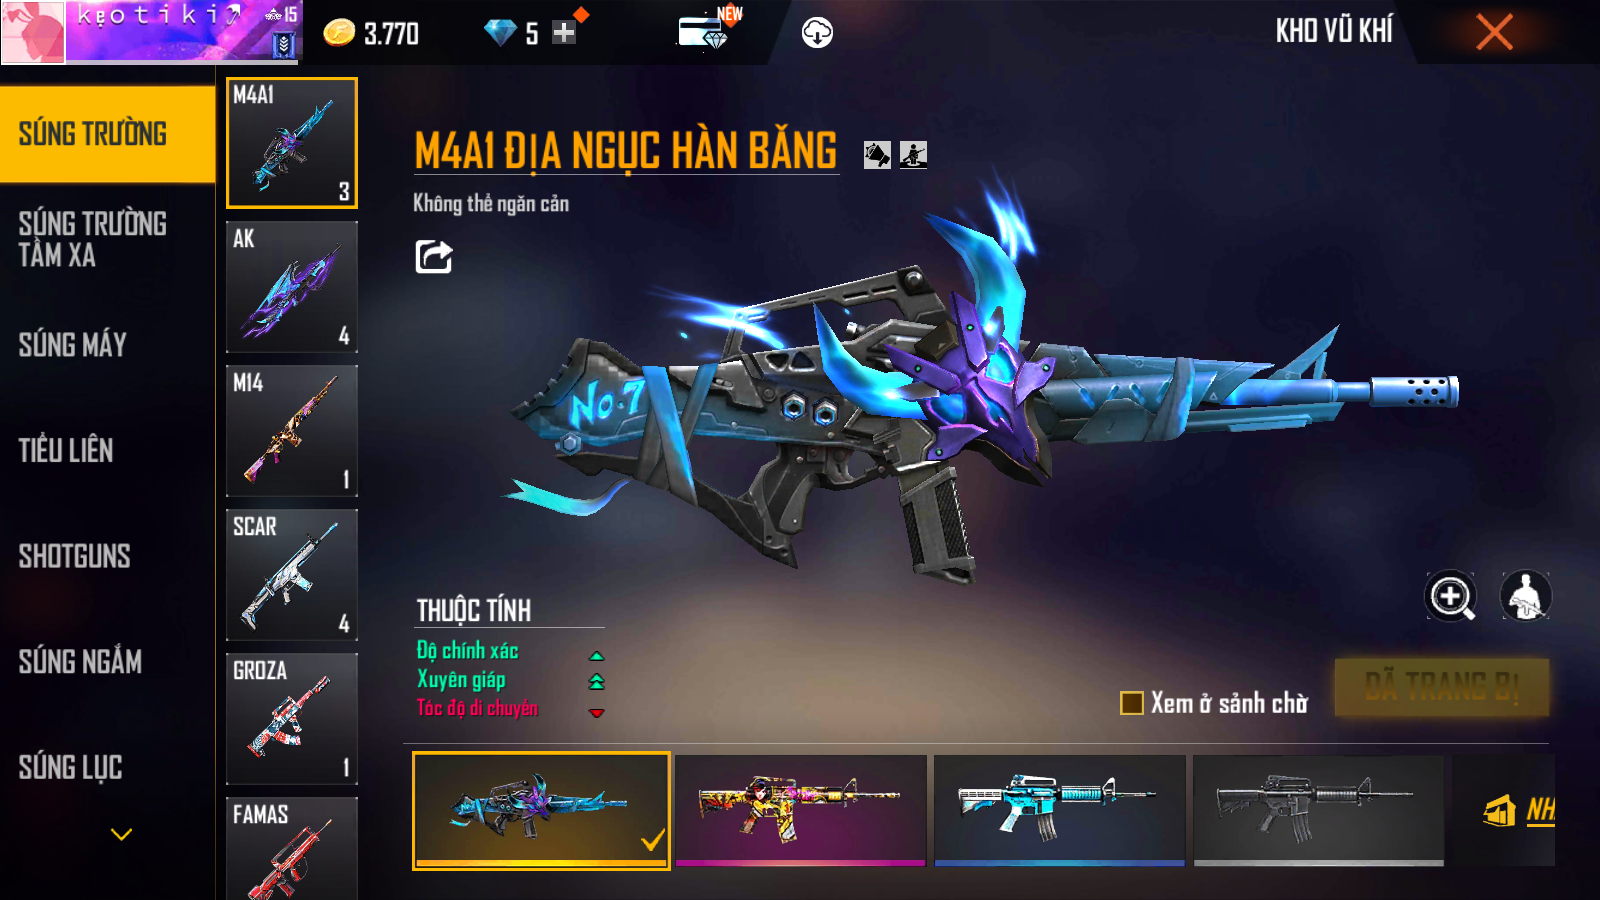 kẹotiki
15
3.770
5
NEW
KHO VŨ KHÍ
SÚNG TRƯỜNG
SÚNG TRƯỜNG
TẦM XA
SÚNG MÁY
TIỂU LIÊN
SHOTGUNS
SÚNG NGẮM
SÚNG LỤC
M4A1
3
AK
4
M14
1
SCAR
4
GROZA
1
FAMAS
M4A1 ĐỊA NGỤC HÀN BĂNG
Không thể ngăn cản
No.7
THUỘC TÍNH
Độ chính xác
Xuyên giáp
Tốc độ di chuyển
Xem ở sảnh chờ
ĐÃ TRANG BỊ